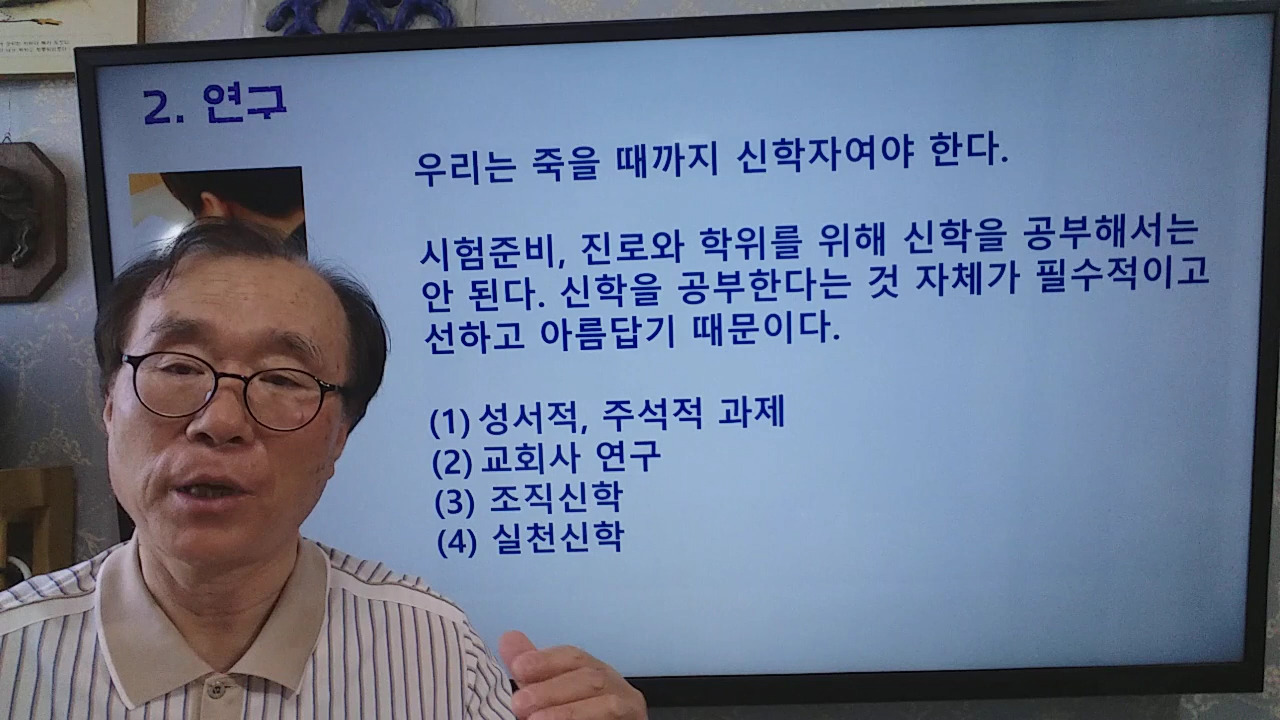 2. 연구
우리는 죽을 때까지 신학자여야 한다.
시험준비, 진로와 학위를 위해 신학을 공부해서는
안 된다. 신학을 공부한다는 것 자체가 필수적이고
선하고 아름답기 때문이다.
(1) 성서적, 주석적 과제
(2) 교회사 연구
(3) 조직신학
(4) 실천신학